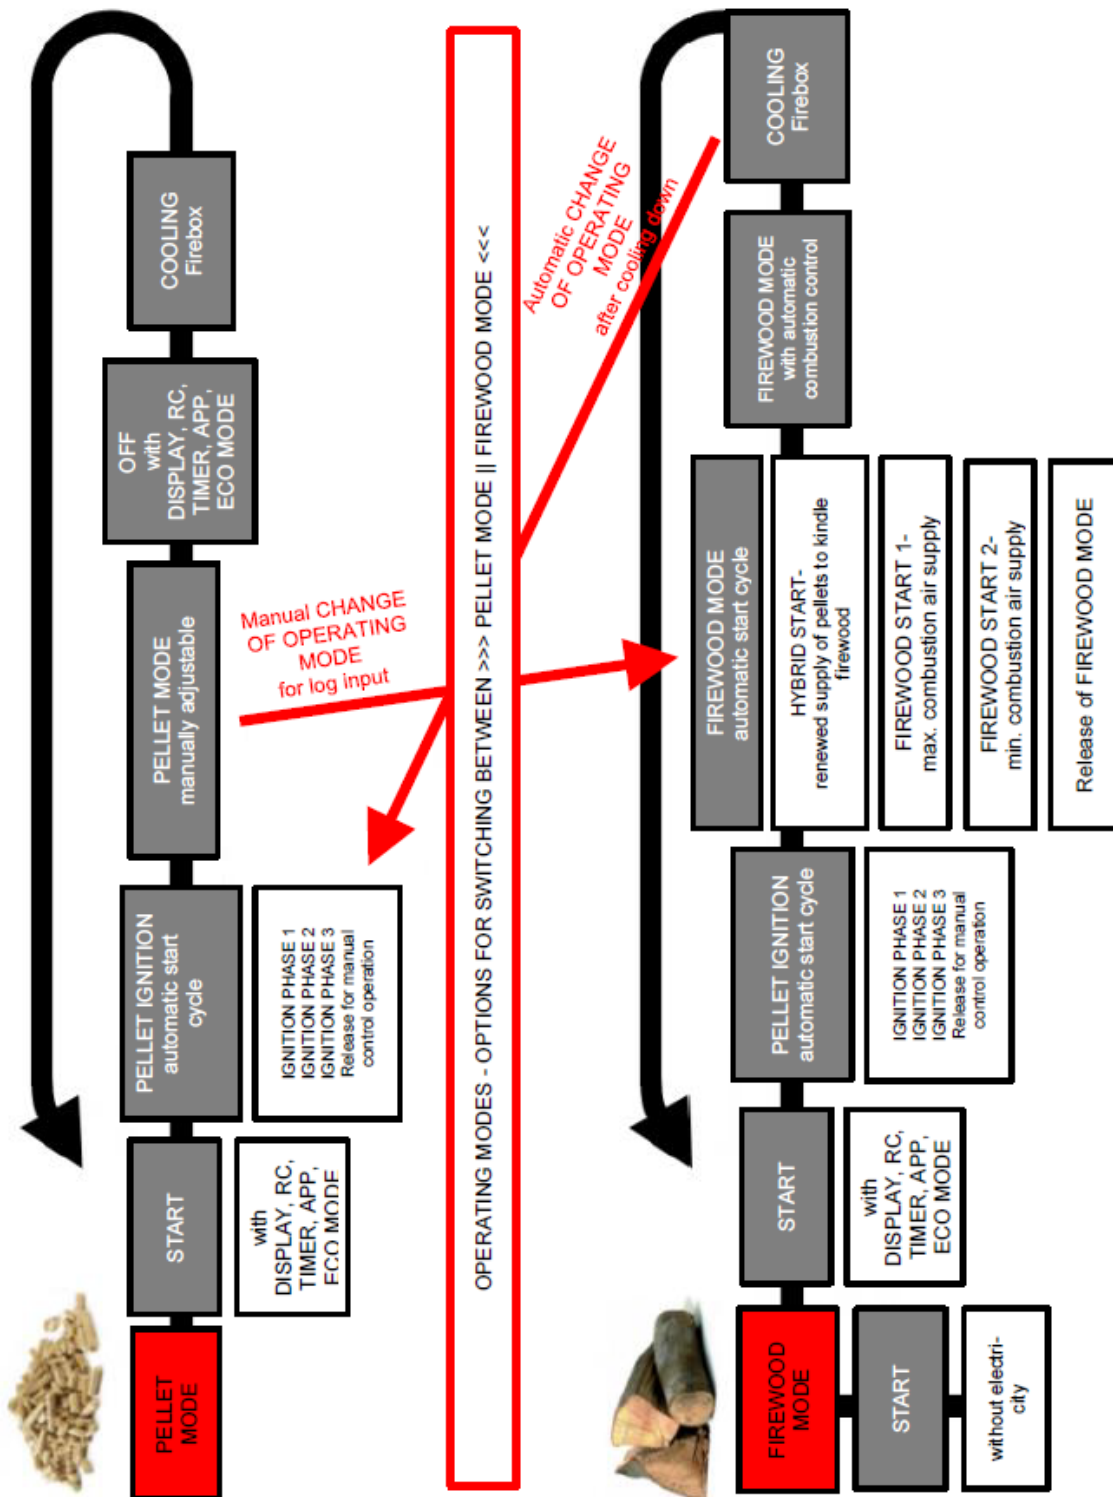 PELLET
MODE
START
with
DISPLAY, RC,
TIMER, APP,
ECO MODE
PELLET IGNITION
automatic start
cycle
IGNITION PHASE 1
IGNITION PHASE 2
IGNITION PHASE 3
Release for manual
control operation
PELLET MODE
manually adjustable
OFF
with
DISPLAY, RC,
TIMER, APP,
ECO MODE
COOLING
Firebox
Manual CHANGE
OF OPERATING
MODE
for log input
OPERATING MODES - OPTIONS FOR SWITCHING BETWEEN >>> PELLET MODE || FIREWOOD MODE <<<
Automatic CHANGE
OF OPERATING
MODE
after cooling down
FIREWOOD
MODE
START
without electri-
city
START
with
DISPLAY, RC,
TIMER, APP,
ECO MODE
PELLET IGNITION
automatic start cycle
IGNITION PHASE 1
IGNITION PHASE 2
IGNITION PHASE 3
Release for manual
control operation
FIREWOOD MODE
automatic start cycle
HYBRID START-
renewed supply of pellets to kindle
firewood
FIREWOOD START 1-
max. combustion air supply
FIREWOOD START 2-
min. combustion air supply
Release of FIREWOOD MODE
FIREWOOD MODE
with automatic
combustion control
COOLING
Firebox